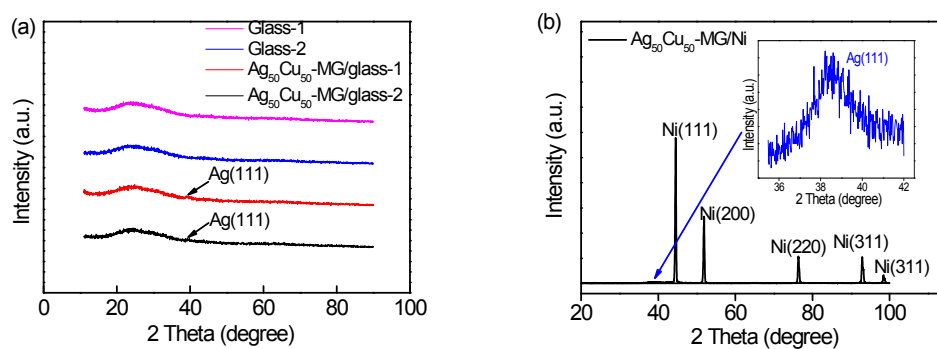 (a)
Glass-1
Glass-2
Ag₅₀Cu₅₀-MG/glass-1
Ag₅₀Cu₅₀-MG/glass-2
Intensity (a.u.)
Ag(111)
Ag(111)
0 20 40 60 80 100
2 Theta (degree)
(b)
Ag₅₀Cu₅₀-MG/Ni
Intensity (a.u.)
Ag(111)
Intensity (a.u.)
36 38 40 42
2 Theta (degree)
Ni(111)
Ni(200)
Ni(220)
Ni(311)
Ni(311)
20 40 60 80 100
2 Theta (degree)